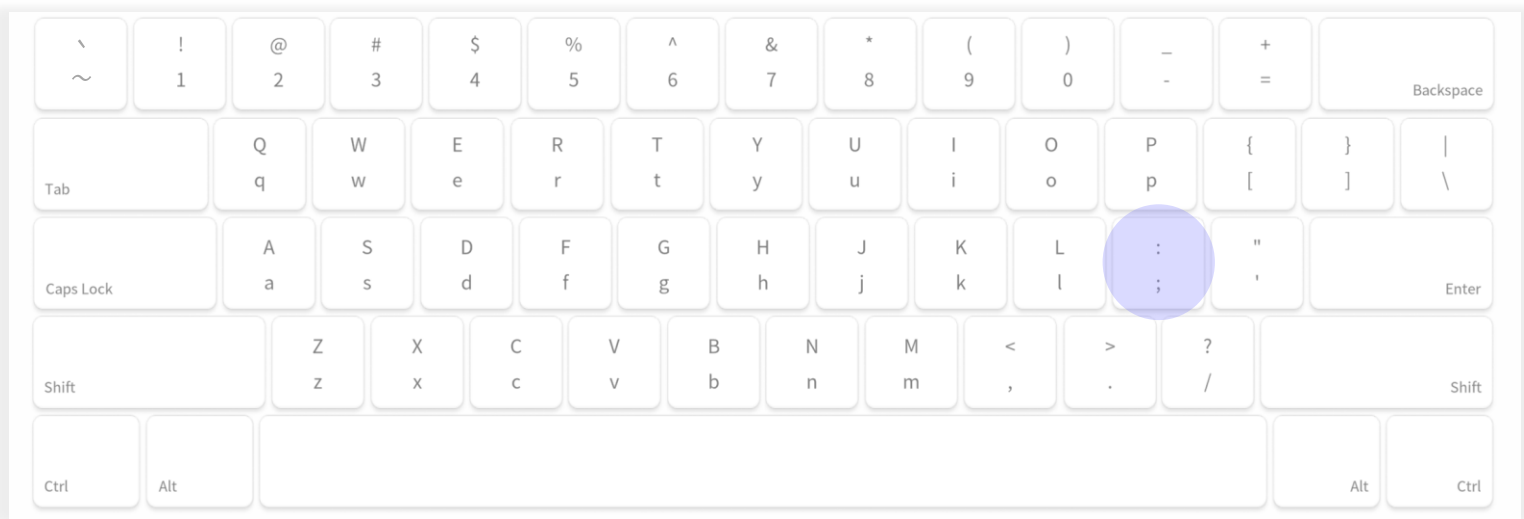 、 ! @ # $ % ^ & * ( ) _ +
～ 1 2 3 4 5 6 7 8 9 0 - = Backspace
Q W E R T Y U I O P { } |
Tab q w e r t y u i o p [ ] \
A S D F G H J K L : "
Caps Lock a s d f g h j k l ; ' Enter
Z X C V B N M < > ?
Shift z x c v b n m , . / Shift
Ctrl Alt Alt Ctrl